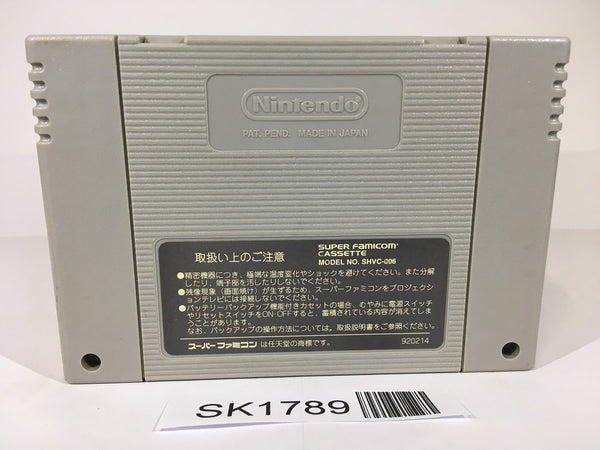 Nintendo
PAT. PEND. MADE IN JAPAN
取扱い上のご注意
SUPER FAMICOM
CASSETTE
MODEL NO. SHVC-006
●精密機器につき、極端な温度変化やショックを避けてください。また分解
したり、端子部を汚したりしないでください。
●残像現象（画面焼け）が生ずるため、スーパーファミコンをプロジェクシ
ョンテレビには接続しないでください。
●バッテリーバックアップ機能付きカセットの場合、むやみに電源スイッチ
やリセットスイッチをON-OFFすると、蓄積されている内容が消えてしま
うことがあります。
なお、バックアップの操作方法については、取扱説明書をご参照ください。
スーパーファミコンは任天堂の商標です。
920214
SK1789